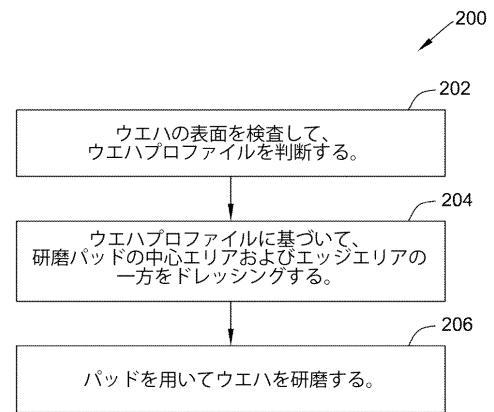 200
202
ウエハの表面を検査して、
ウエハプロファイルを判断する。
204
ウエハプロファイルに基づいて、
研磨パッドの中心エリアおよびエッジエリアの
一方をドレッシングする。
206
パッドを用いてウエハを研磨する。